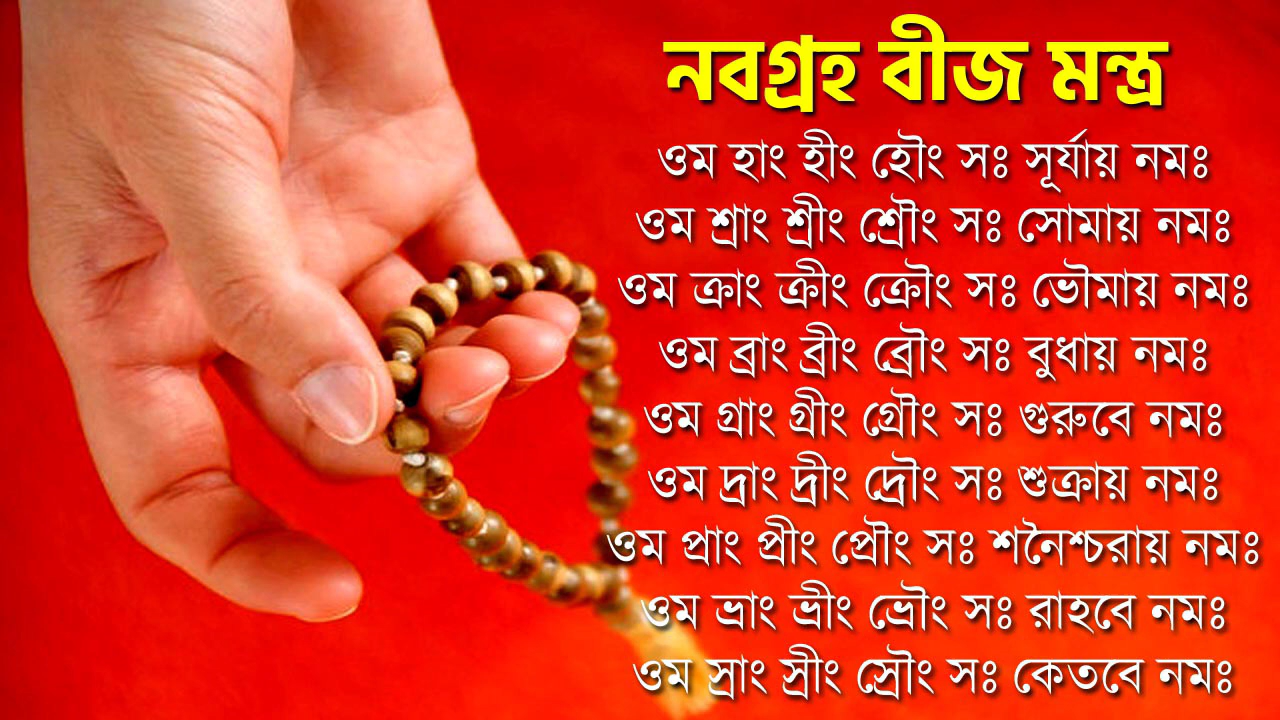 নবগ্রহ বীজ মন্ত্র
ওম হাং হীং হৌং সঃ সূর্যায় নমঃ
ওম শ্রাং শ্রীং শ্রৌং সঃ সোমায় নমঃ
ওম ক্রাং ক্রীং ক্রৌং সঃ ভৌমায় নমঃ
ওম ব্রাং ব্রীং ব্রৌং সঃ বুধায় নমঃ
ওম গ্রাং গ্রীং গ্রৌং সঃ গুরুবে নমঃ
ওম দ্রাং দ্রীং দ্রৌং সঃ শুক্রায় নমঃ
ওম প্রাং প্রীং প্রৌং সঃ শনৈশ্চরায় নমঃ
ওম ভ্রাং ভ্রীং ভ্রৌং সঃ রাহবে নমঃ
ওম স্রাং স্রীং স্রৌং সঃ কেতবে নমঃ